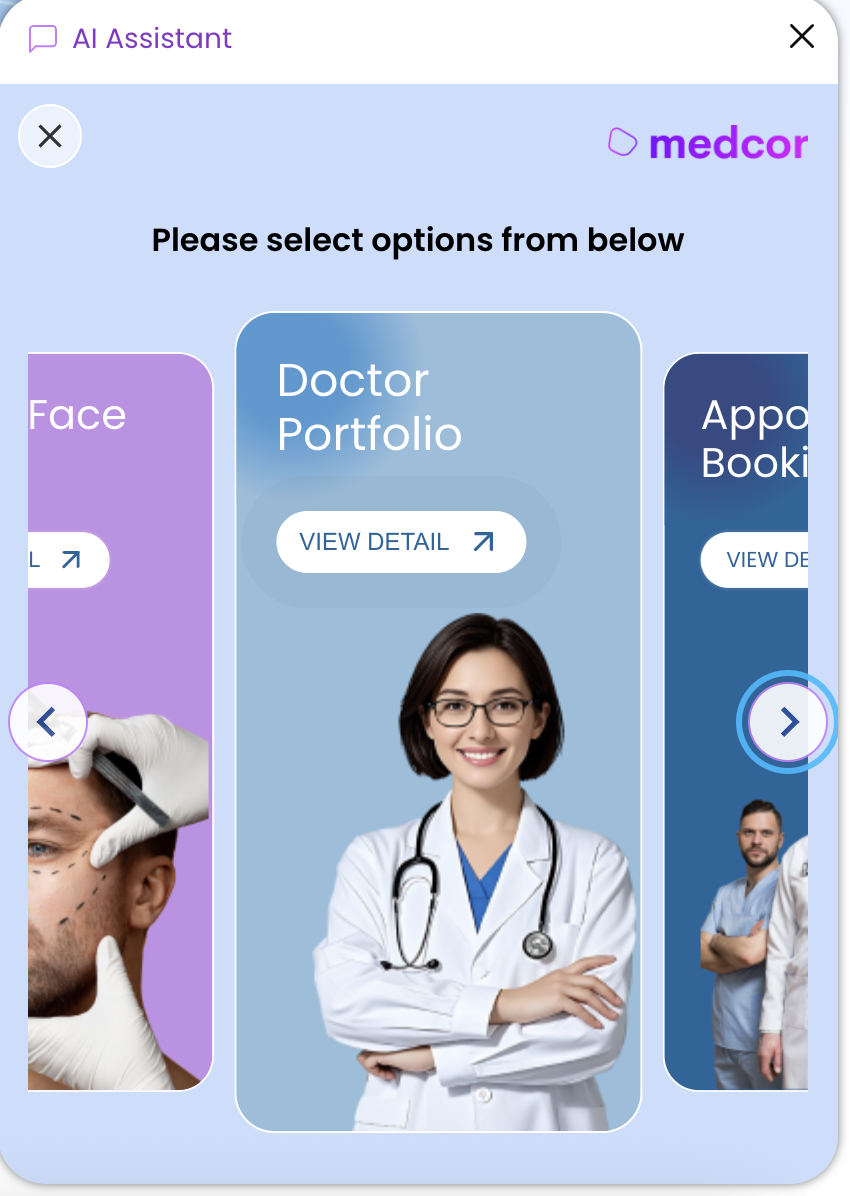 AI Assistant
medcor
Please select options from below
Face
L
Doctor
Portfolio
VIEW DETAIL
Appo
Booki
VIEW DE